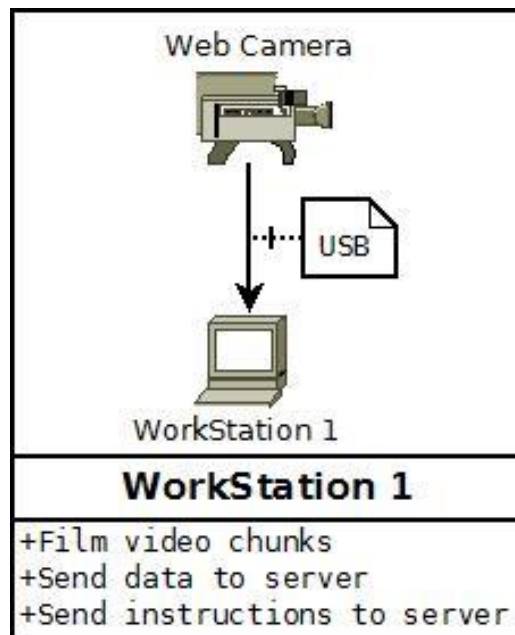 Web Camera
USB
WorkStation 1
WorkStation 1
+Film video chunks
+Send data to server
+Send instructions to server